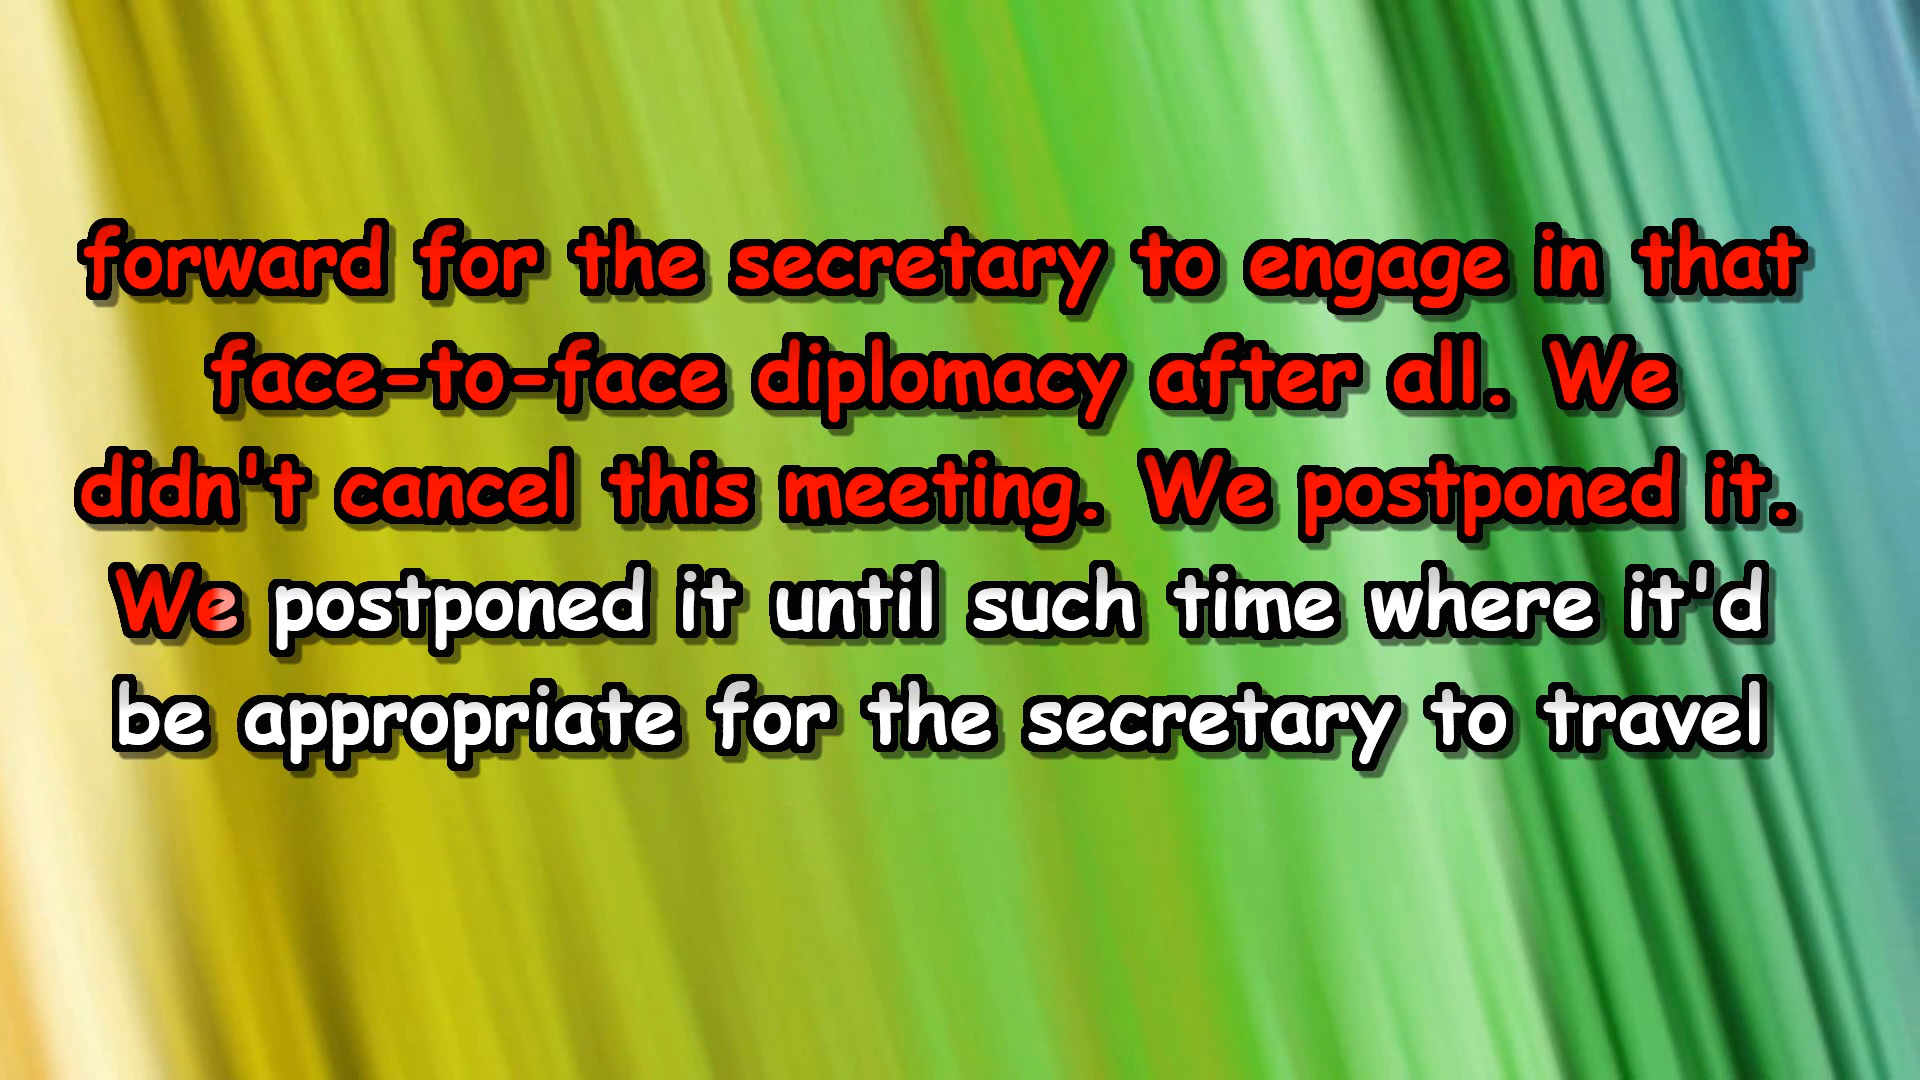 forward for the secretary to engage in that
face-to-face diplomacy after all. We
didn't cancel this meeting. We postponed it.
We postponed it until such time where it'd
be appropriate for the secretary to travel